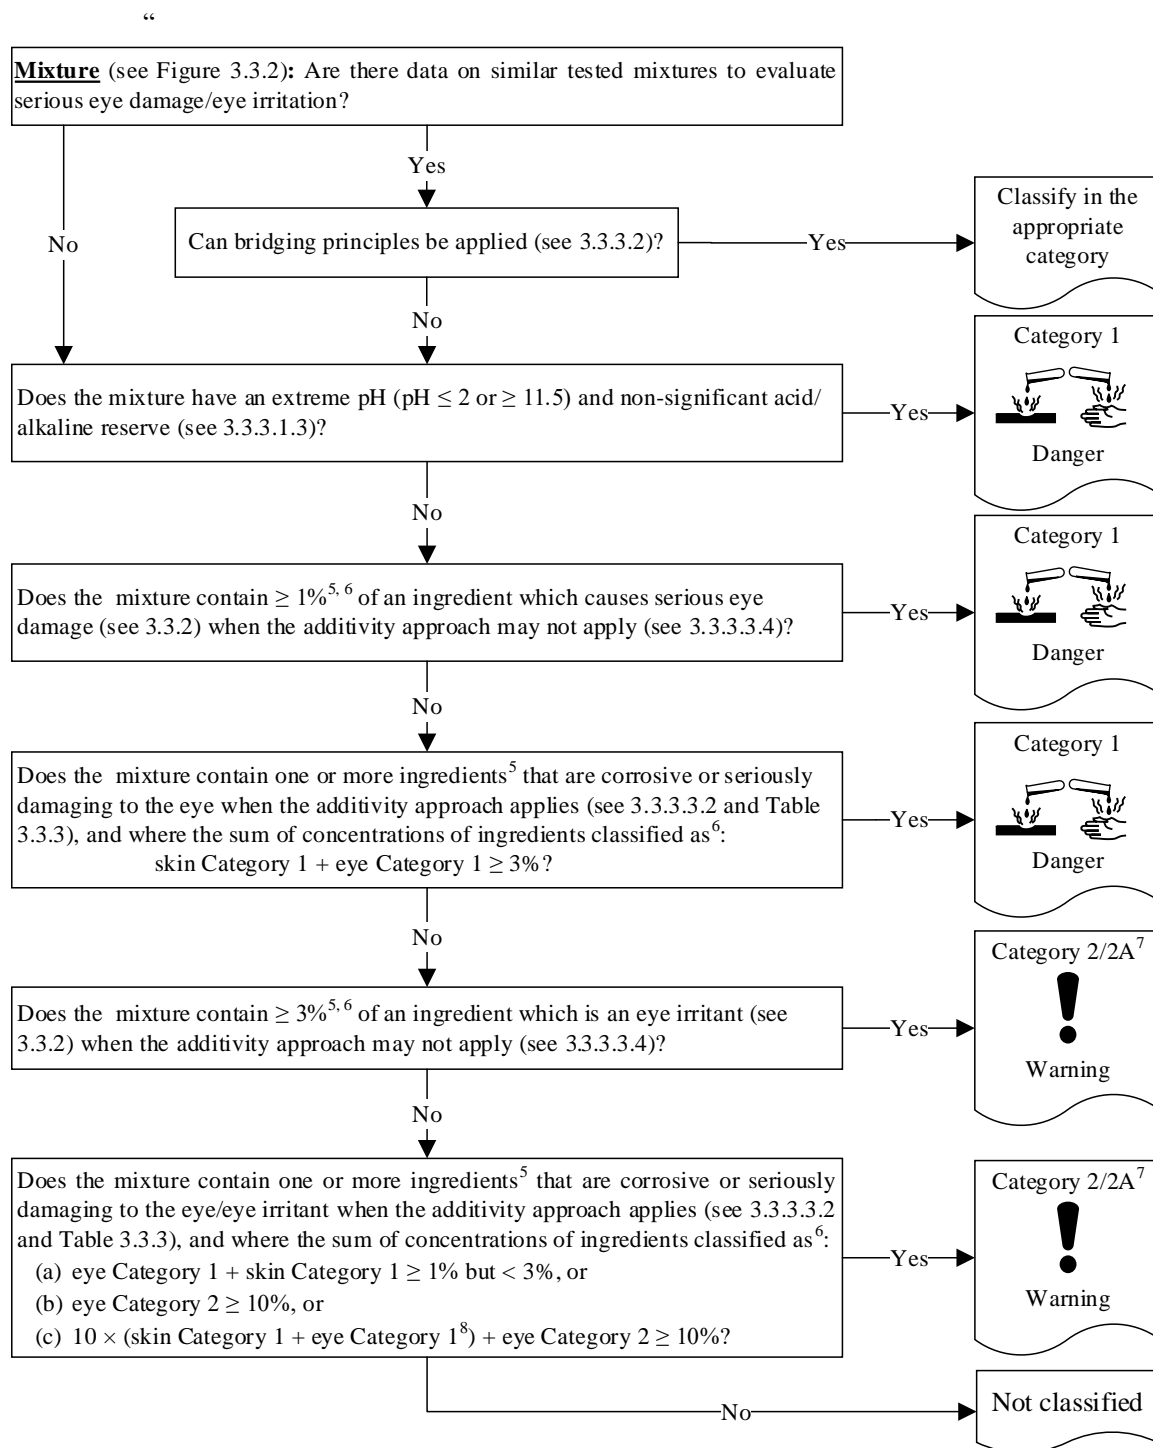 “
Mixture (see Figure 3.3.2): Are there data on similar tested mixtures to evaluate
serious eye damage/eye irritation?
Yes
No
Can bridging principles be applied (see 3.3.3.2)?
Yes
Classify in the
appropriate
category
No
Does the mixture have an extreme pH (pH ≤ 2 or ≥ 11.5) and non-significant acid/
alkaline reserve (see 3.3.3.1.3)?
Yes
Category 1
Danger
No
Does the mixture contain ≥ 1%⁵˒ ⁶ of an ingredient which causes serious eye
damage (see 3.3.2) when the additivity approach may not apply (see 3.3.3.3.4)?
Yes
Category 1
Danger
No
Does the mixture contain one or more ingredients⁵ that are corrosive or seriously
damaging to the eye when the additivity approach applies (see 3.3.3.3.2 and Table
3.3.3), and where the sum of concentrations of ingredients classified as⁶:
skin Category 1 + eye Category 1 ≥ 3%?
Yes
Category 1
Danger
No
Does the mixture contain ≥ 3%⁵˒ ⁶ of an ingredient which is an eye irritant (see
3.3.2) when the additivity approach may not apply (see 3.3.3.3.4)?
Yes
Category 2/2A⁷
Warning
No
Does the mixture contain one or more ingredients⁵ that are corrosive or seriously
damaging to the eye/eye irritant when the additivity approach applies (see 3.3.3.3.2
and Table 3.3.3), and where the sum of concentrations of ingredients classified as⁶:
(a) eye Category 1 + skin Category 1 ≥ 1% but < 3%, or
(b) eye Category 2 ≥ 10%, or
(c) 10 × (skin Category 1 + eye Category 1⁸) + eye Category 2 ≥ 10%?
Yes
Category 2/2A⁷
Warning
No
Not classified